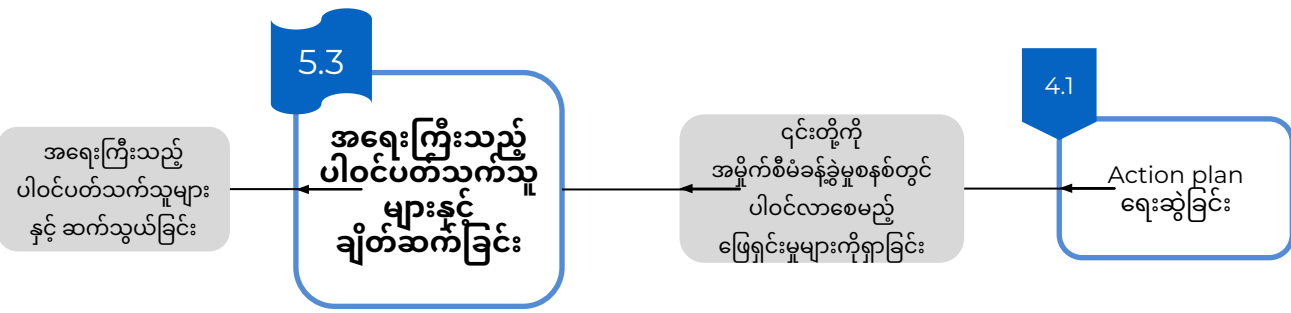 5.3
4.1
အရေးကြီးသည့်
ပါဝင်ပတ်သက်သူများ
နှင့် ဆက်သွယ်ခြင်း
အရေးကြီးသည့်
ပါဝင်ပတ်သက်သူ
များနှင့်
ချိတ်ဆက်ခြင်း
၎င်းတို့ကို
အမှိုက်စီမံခန့်ခွဲမှုစနစ်တွင်
ပါဝင်လာစေမည့်
ဖြေရှင်းမှုများကိုရှာခြင်း
Action plan
ရေးဆွဲခြင်း